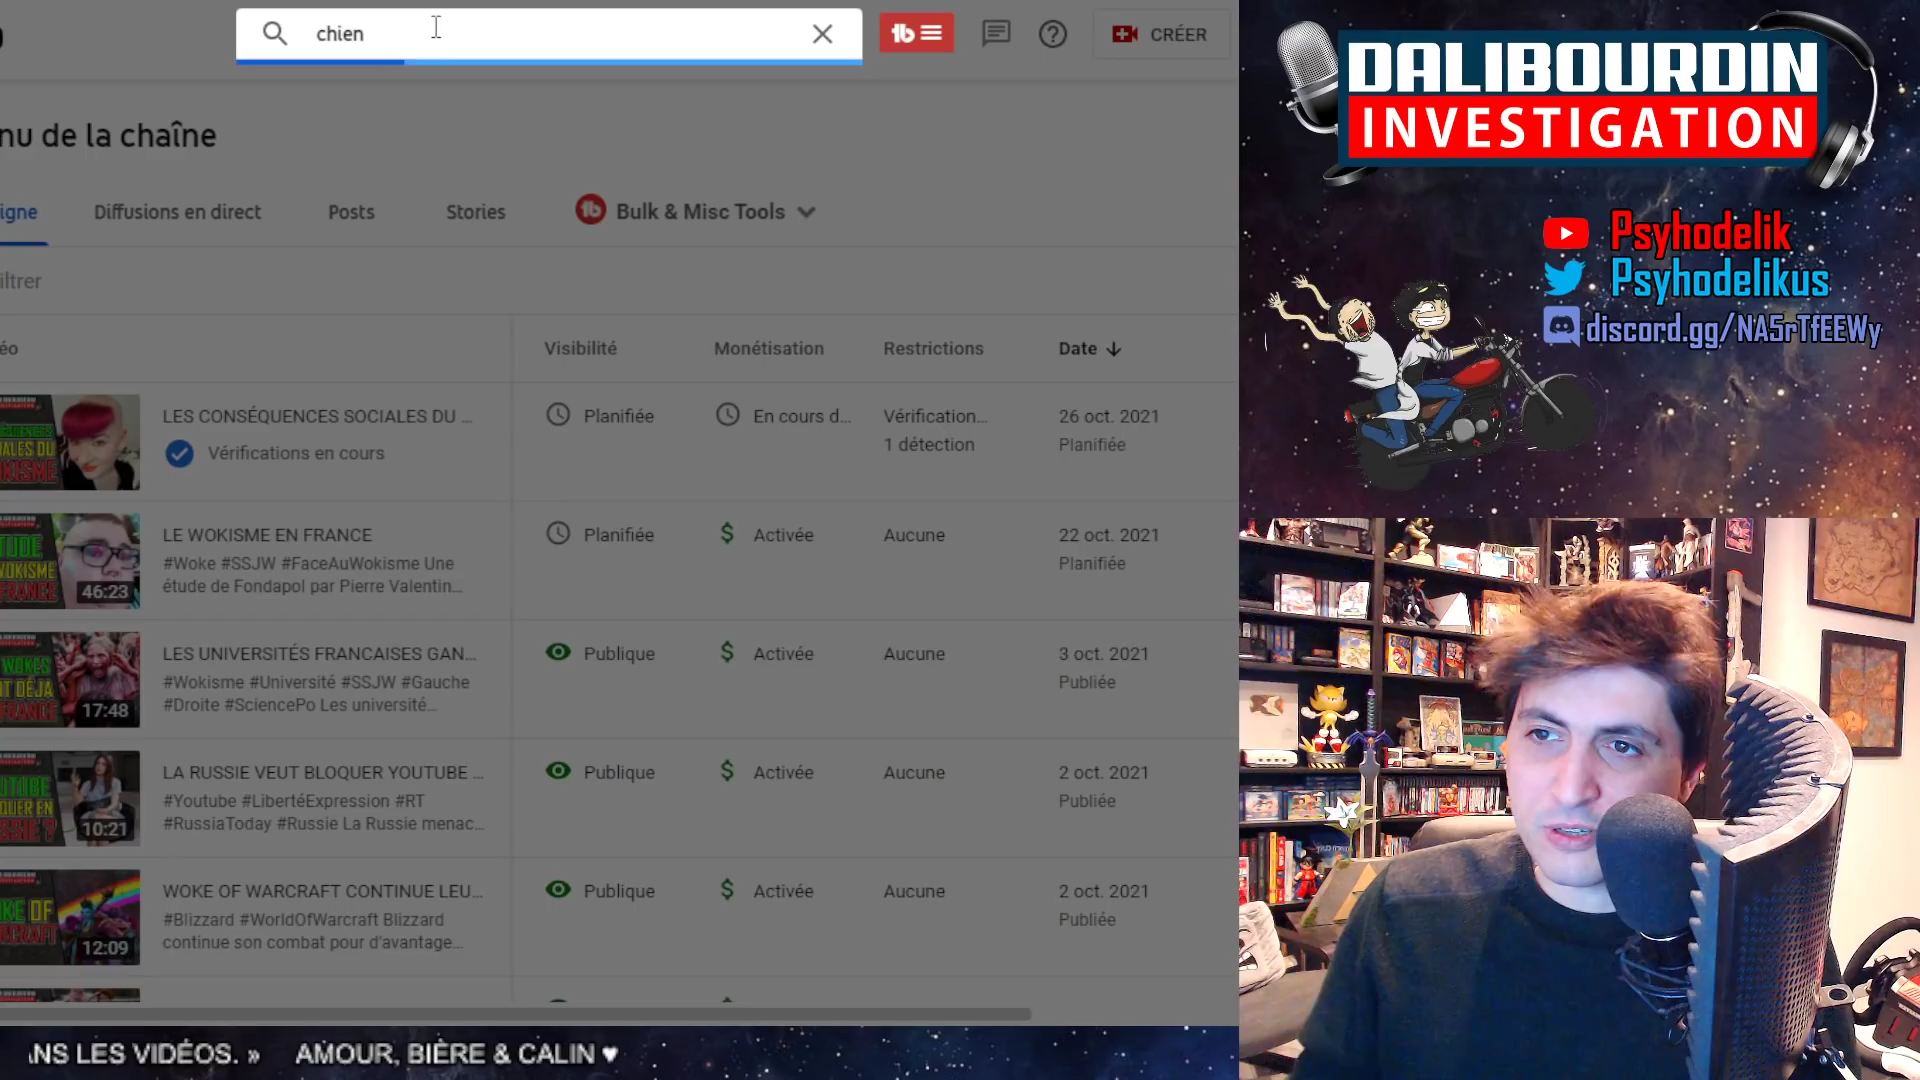 chien
CRÉER
nu de la chaîne
igne
Diffusions en direct
Posts
Stories
Bulk & Misc Tools
iltrer
éo
Visibilité
Monétisation
Restrictions
Date
LES CONSÉQUENCES SOCIALES DU ...
Vérifications en cours
Planifiée
En cours d...
Vérification...
1 détection
26 oct. 2021
Planifiée
LE WOKISME EN FRANCE
#Woke #SSJW #FaceAuWokisme Une
étude de Fondapol par Pierre Valentin...
46:23
Planifiée
Activée
Aucune
22 oct. 2021
Planifiée
LES UNIVERSITÉS FRANCAISES GAN...
#Wokisme #Université #SSJW #Gauche
#Droite #SciencePo Les université...
17:48
Publique
Activée
Aucune
3 oct. 2021
Publiée
LA RUSSIE VEUT BLOQUER YOUTUBE ...
#Youtube #LibertéExpression #RT
#RussiaToday #Russie La Russie menac...
10:21
Publique
Activée
Aucune
2 oct. 2021
Publiée
WOKE OF WARCRAFT CONTINUE LEU...
#Blizzard #WorldOfWarcraft Blizzard
continue son combat pour d'avantage...
12:09
Publique
Activée
Aucune
2 oct. 2021
Publiée
NS LES VIDÉOS. » AMOUR, BIÈRE & CALIN ♥
DALIBOURDIN
INVESTIGATION
Psyhodelik
Psyhodelikus
discord.gg/NA5rTfEEWy